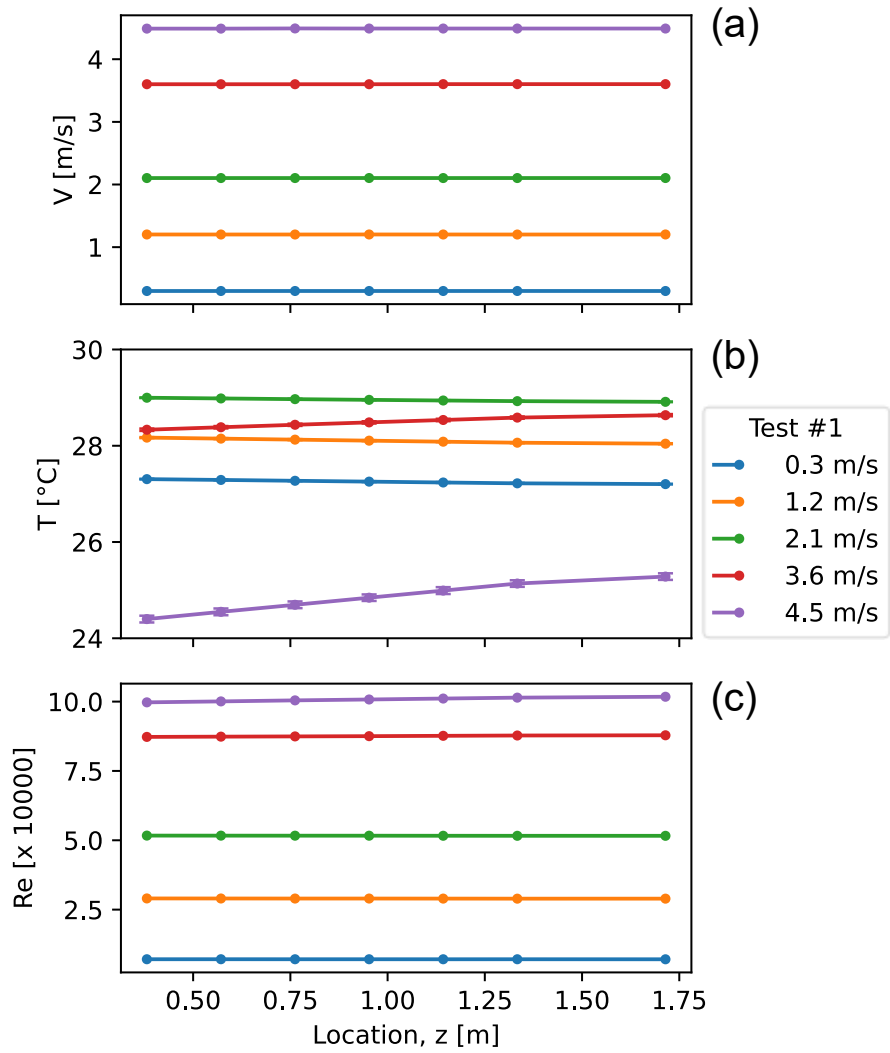 (a)
V [m/s]
4
3
2
1
(b)
T [°C]
30
28
26
24
Test #1
0.3 m/s
1.2 m/s
2.1 m/s
3.6 m/s
4.5 m/s
(c)
Re [x 10000]
10.0
7.5
5.0
2.5
0.50 0.75 1.00 1.25 1.50 1.75
Location, z [m]